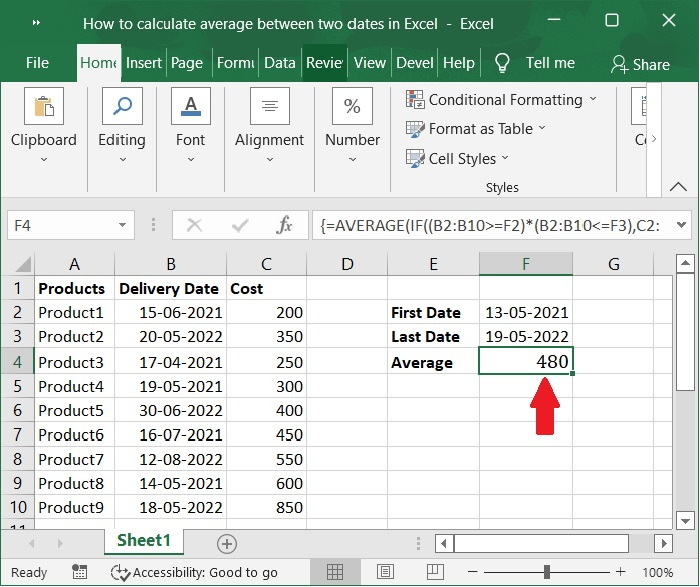 How to calculate average between two dates in Excel - Excel
File Home Insert Page Formu Data Review View Devel Help Tell me Share
Clipboard Editing Font Alignment Number
Conditional Formatting
Format as Table
Cell Styles
Styles
F4 fx {=AVERAGE(IF((B2:B10>=F2)*(B2:B10<=F3),C2:
A B C D E F G
1 Products Delivery Date Cost
2 Product1 15-06-2021 200 First Date 13-05-2021
3 Product2 20-05-2022 350 Last Date 19-05-2022
4 Product3 17-04-2021 250 Average 480
5 Product4 19-05-2021 300
6 Product5 30-06-2022 400
7 Product6 16-07-2021 450
8 Product7 12-08-2022 550
9 Product8 14-05-2021 600
10 Product9 18-05-2022 850
11
Sheet1
Ready Accessibility: Good to go 100%